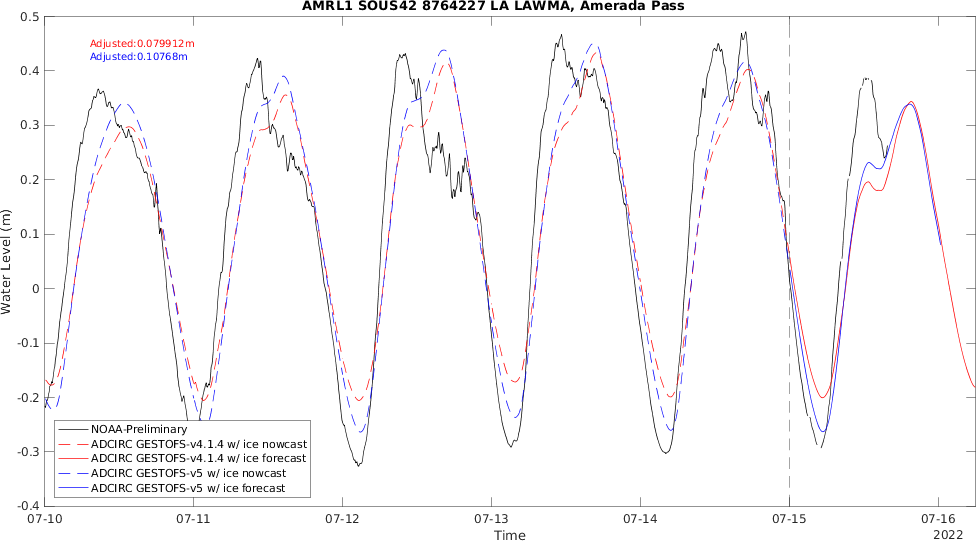 AMRL1 SOUS42 8764227 LA LAWMA, Amerada Pass
0.5
0.4
0.3
0.2
0.1
0
-0.1
-0.2
-0.3
-0.4
Water Level (m)
Adjusted:0.079912m
Adjusted:0.10768m
NOAA-Preliminary
ADCIRC GESTOFS-v4.1.4 w/ ice nowcast
ADCIRC GESTOFS-v4.1.4 w/ ice forecast
ADCIRC GESTOFS-v5 w/ ice nowcast
ADCIRC GESTOFS-v5 w/ ice forecast
07-10 07-11 07-12 07-13 07-14 07-15 07-16
Time
2022